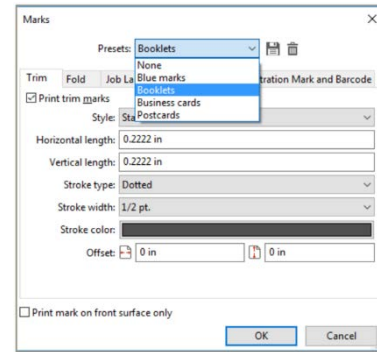 Marks
Presets: Booklets
None
Blue marks
Booklets
Business cards
Postcards
Trim Fold Job La tration Mark and Barcode
Print trim marks
Style: Sta
Horizontal length: 0.2222 in
Vertical length: 0.2222 in
Stroke type: Dotted
Stroke width: 1/2 pt.
Stroke color:
Offset: 0 in 0 in
Print mark on front surface only
OK Cancel